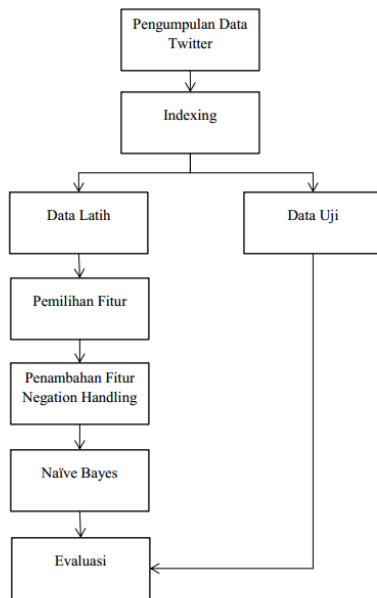 Pengumpulan Data
Twitter
Indexing
Data Latih
Data Uji
Pemilihan Fitur
Penambahan Fitur
Negation Handling
Naïve Bayes
Evaluasi